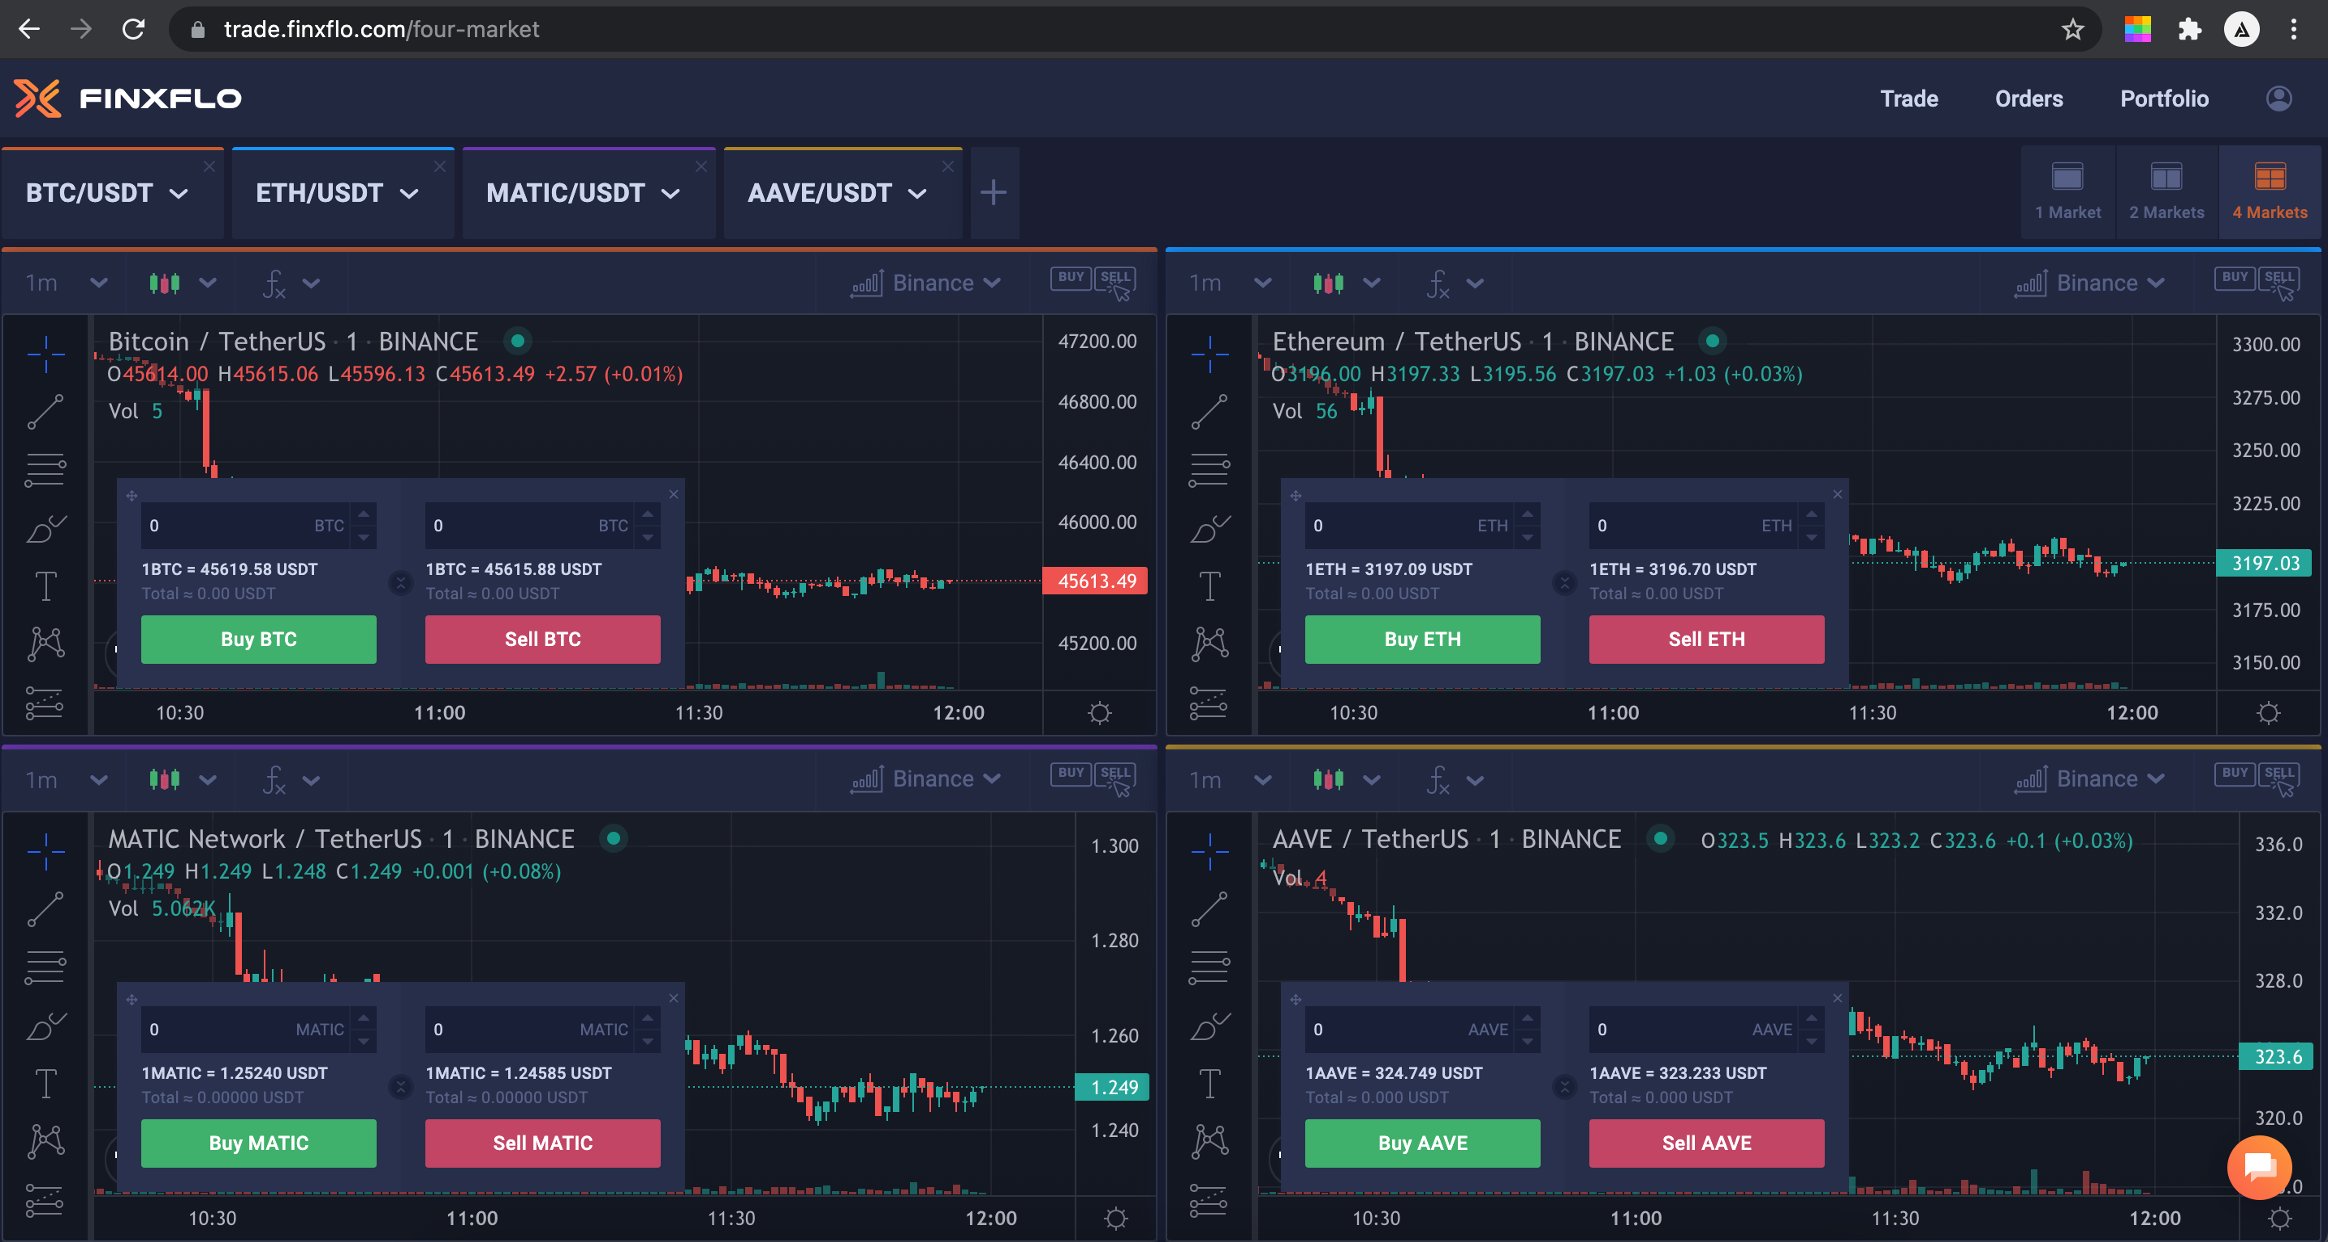 trade.finxflo.com/four-market
FINXFLO
Trade Orders Portfolio
BTC/USDT ETH/USDT MATIC/USDT AAVE/USDT
1 Market 2 Markets 4 Markets
1m fx Binance BUY SELL
Bitcoin / TetherUS · 1 · BINANCE
O45614.00 H45615.06 L45596.13 C45613.49 +2.57 (+0.01%)
Vol 5
47200.00
46800.00
46400.00
46000.00
45613.49
45200.00
0 BTC 0 BTC
1BTC = 45619.58 USDT 1BTC = 45615.88 USDT
Total ≈ 0.00 USDT Total ≈ 0.00 USDT
Buy BTC Sell BTC
10:30 11:00 11:30 12:00
1m fx Binance BUY SELL
Ethereum / TetherUS · 1 · BINANCE
O3196.00 H3197.33 L3195.56 C3197.03 +1.03 (+0.03%)
Vol 56
3300.00
3275.00
3250.00
3225.00
3197.03
3175.00
3150.00
0 ETH 0 ETH
1ETH = 3197.09 USDT 1ETH = 3196.70 USDT
Total ≈ 0.00 USDT Total ≈ 0.00 USDT
Buy ETH Sell ETH
10:30 11:00 11:30 12:00
1m fx Binance BUY SELL
MATIC Network / TetherUS · 1 · BINANCE
O1.249 H1.249 L1.248 C1.249 +0.001 (+0.08%)
Vol 5.062K
1.300
1.280
1.260
1.249
1.240
0 MATIC 0 MATIC
1MATIC = 1.25240 USDT 1MATIC = 1.24585 USDT
Total ≈ 0.00000 USDT Total ≈ 0.00000 USDT
Buy MATIC Sell MATIC
10:30 11:00 11:30 12:00
1m fx Binance BUY SELL
AAVE / TetherUS · 1 · BINANCE O323.5 H323.6 L323.2 C323.6 +0.1 (+0.03%)
Vol 4
336.0
332.0
328.0
323.6
320.0
0 AAVE 0 AAVE
1AAVE = 324.749 USDT 1AAVE = 323.233 USDT
Total ≈ 0.000 USDT Total ≈ 0.000 USDT
Buy AAVE Sell AAVE
10:30 11:00 11:30 12:00